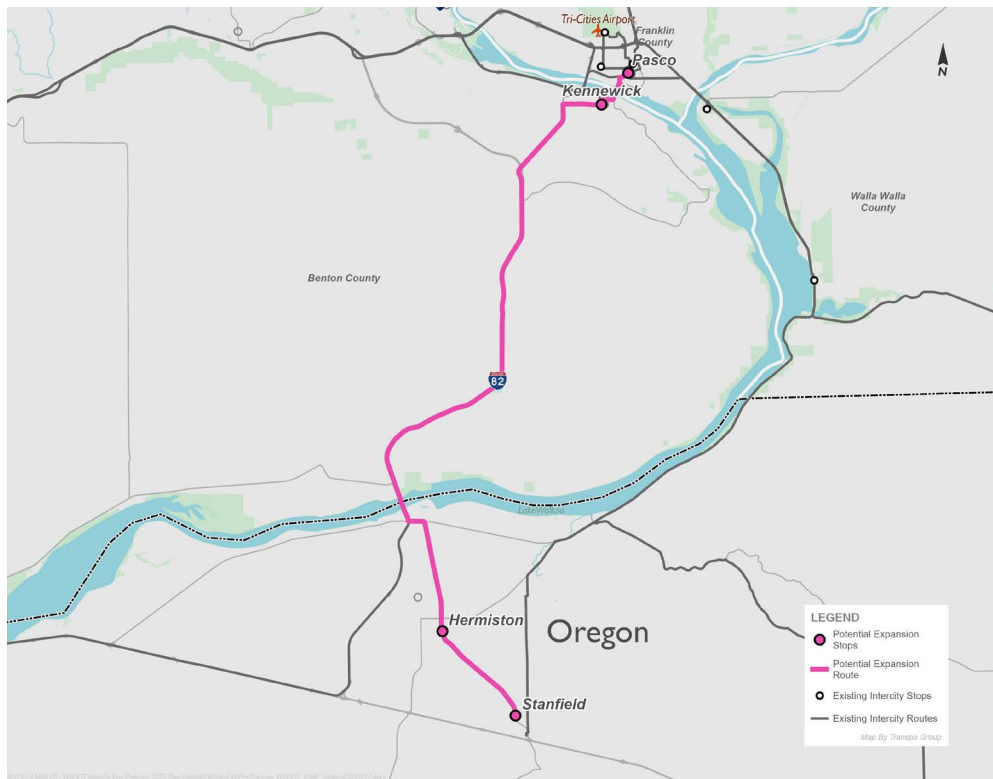 Tri-Cities Airport
Franklin
County
Pasco
Kennewick
N
Walla Walla
County
Benton County
82
Lake Wallula
Hermiston
Oregon
Stanfield
LEGEND
Potential Expansion
Stops
Potential Expansion
Route
Existing Intercity Stops
Existing Intercity Routes
Map By Transpo Group